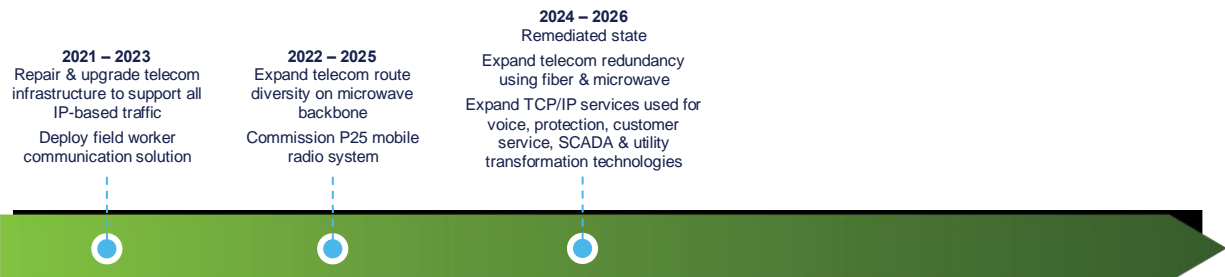 2021 – 2023
Repair & upgrade telecom
infrastructure to support all
IP-based traffic
Deploy field worker
communication solution
2022 – 2025
Expand telecom route
diversity on microwave
backbone
Commission P25 mobile
radio system
2024 – 2026
Remediated state
Expand telecom redundancy
using fiber & microwave
Expand TCP/IP services used for
voice, protection, customer
service, SCADA & utility
transformation technologies